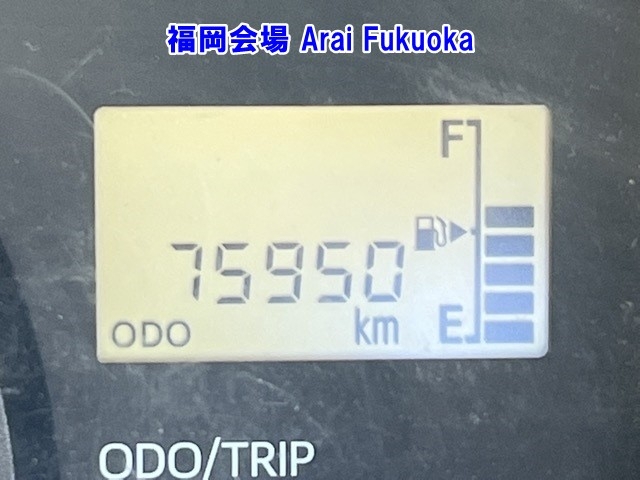 福岡会場 Arai Fukuoka
F
75950
ODO km E
ODO/TRIP